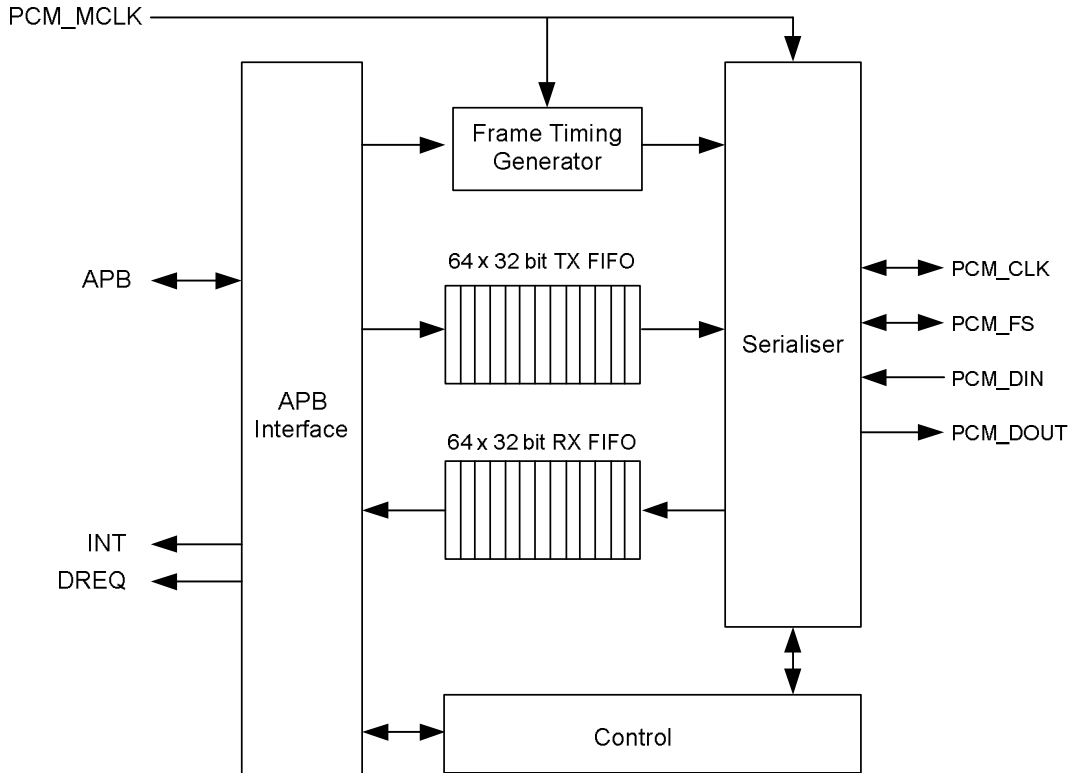 PCM_MCLK
Frame Timing
Generator
64 x 32 bit TX FIFO
APB
PCM_CLK
PCM_FS
Serialiser
PCM_DIN
APB
Interface
PCM_DOUT
64 x 32 bit RX FIFO
INT
DREQ
Control